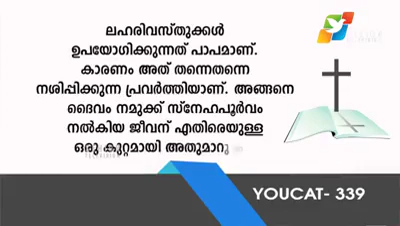 ലഹരിവസ്തുക്കൾ
ഉപയോഗിക്കുന്നത് പാപമാണ്.
കാരണം അത് തന്നെതന്നെ
നശിപ്പിക്കുന്ന പ്രവർത്തിയാണ്. അങ്ങനെ
ദൈവം നമുക്ക് സ്നേഹപൂർവം
നൽകിയ ജീവന് എതിരെയുള്ള
ഒരു കുറ്റമായി അതുമാറു
YOUCAT- 339